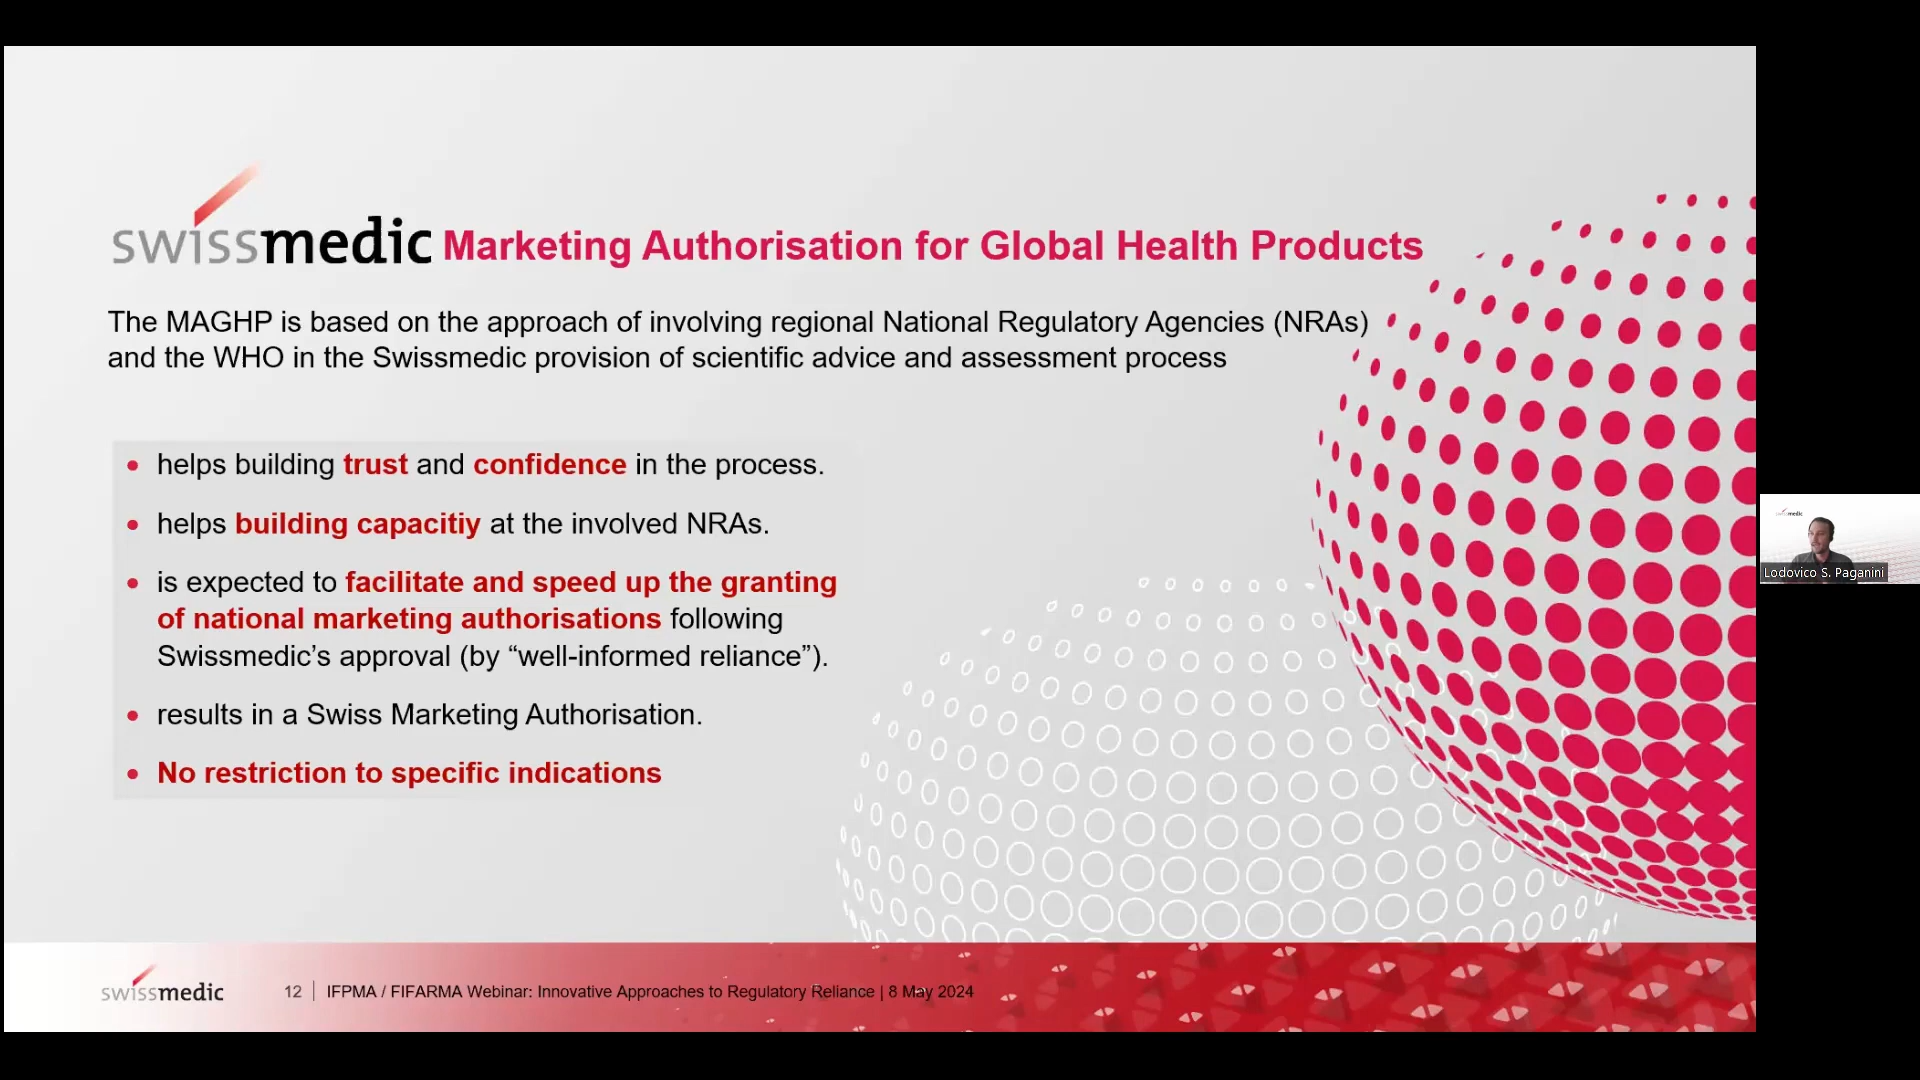 swissmedic Marketing Authorisation for Global Health Products
The MAGHP is based on the approach of involving regional National Regulatory Agencies (NRAs)
and the WHO in the Swissmedic provision of scientific advice and assessment process
• helps building trust and confidence in the process.
• helps building capacitiy at the involved NRAs.
• is expected to facilitate and speed up the granting
of national marketing authorisations following
Swissmedic’s approval (by “well-informed reliance”).
• results in a Swiss Marketing Authorisation.
• No restriction to specific indications
swissmedic
Lodovico S. Paganini
swissmedic 12 | IFPMA / FIFARMA Webinar: Innovative Approaches to Regulatory Reliance | 8 May 2024